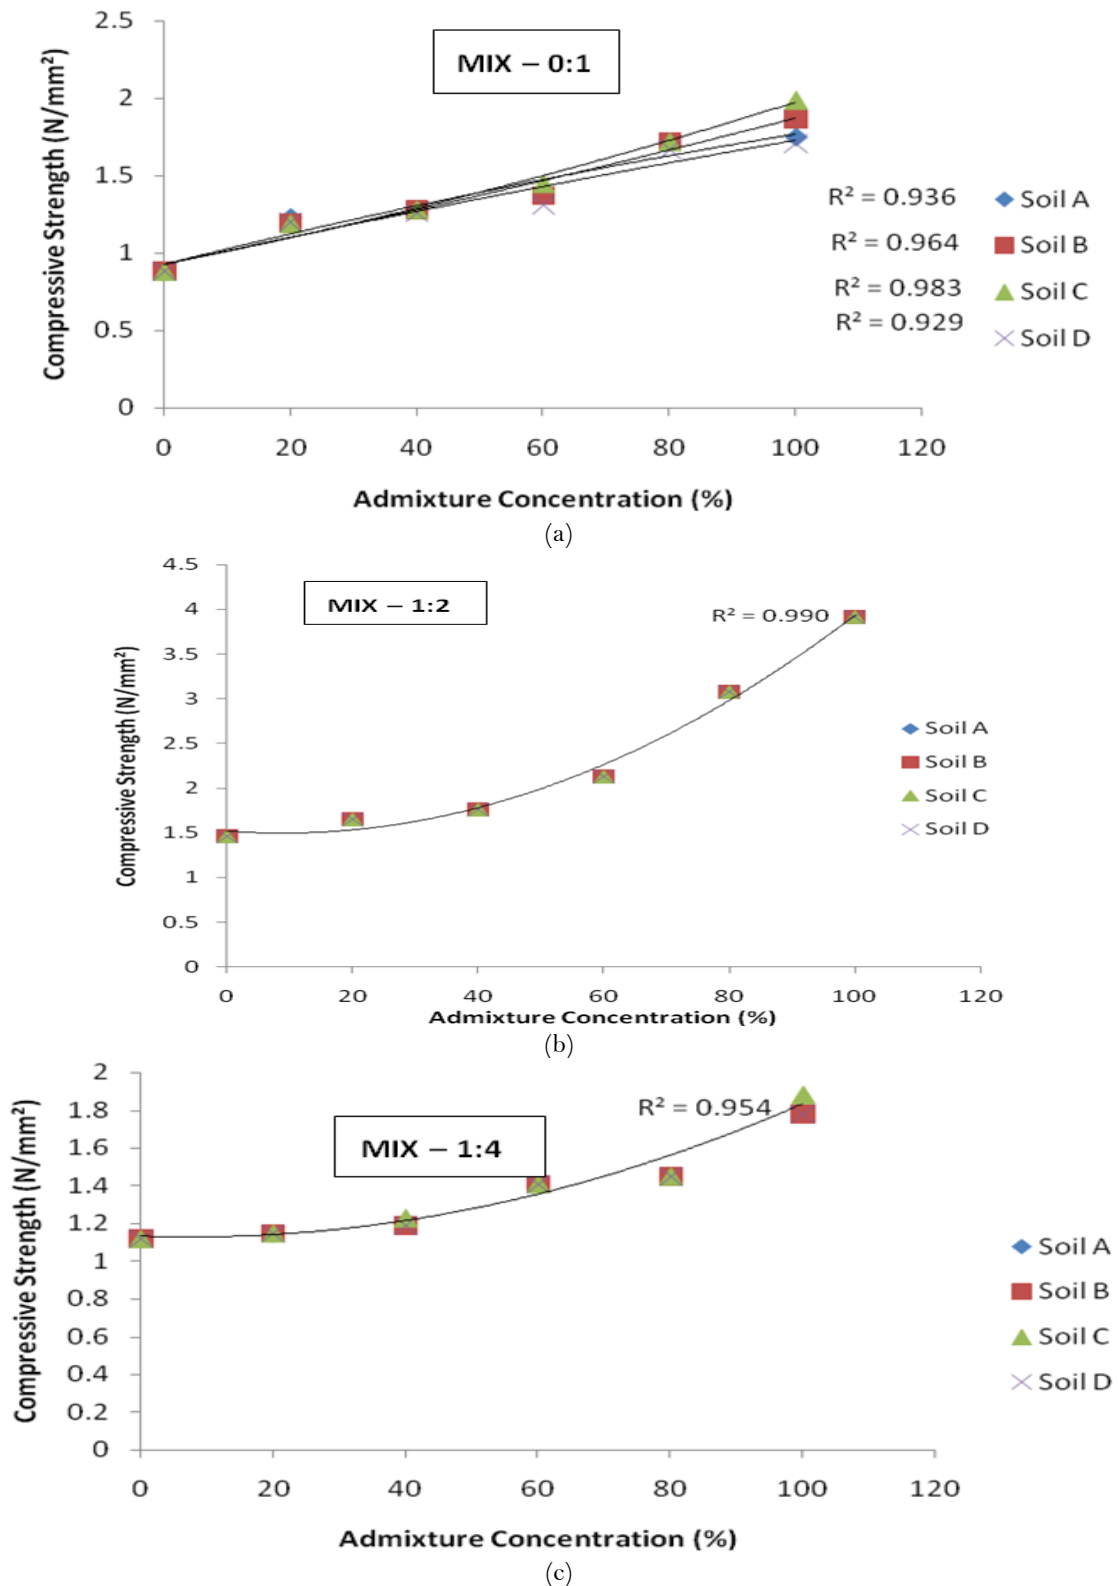 2.5
MIX – 0:1
2
1.5
1
0.5
0
Compressive Strength (N/mm²)
R² = 0.936
R² = 0.964
R² = 0.983
R² = 0.929
Soil A
Soil B
Soil C
Soil D
0 20 40 60 80 100 120
Admixture Concentration (%)
(a)
4.5
MIX – 1:2
R² = 0.990
4
3.5
3
2.5
2
1.5
1
0.5
0
Compressive Strength (N/mm²)
Soil A
Soil B
Soil C
Soil D
0 20 40 60 80 100 120
Admixture Concentration (%)
(b)
2
R² = 0.954
MIX – 1:4
1.8
1.6
1.4
1.2
1
0.8
0.6
0.4
0.2
0
Compressive Strength (N/mm²)
Soil A
Soil B
Soil C
Soil D
0 20 40 60 80 100 120
Admixture Concentration (%)
(c)